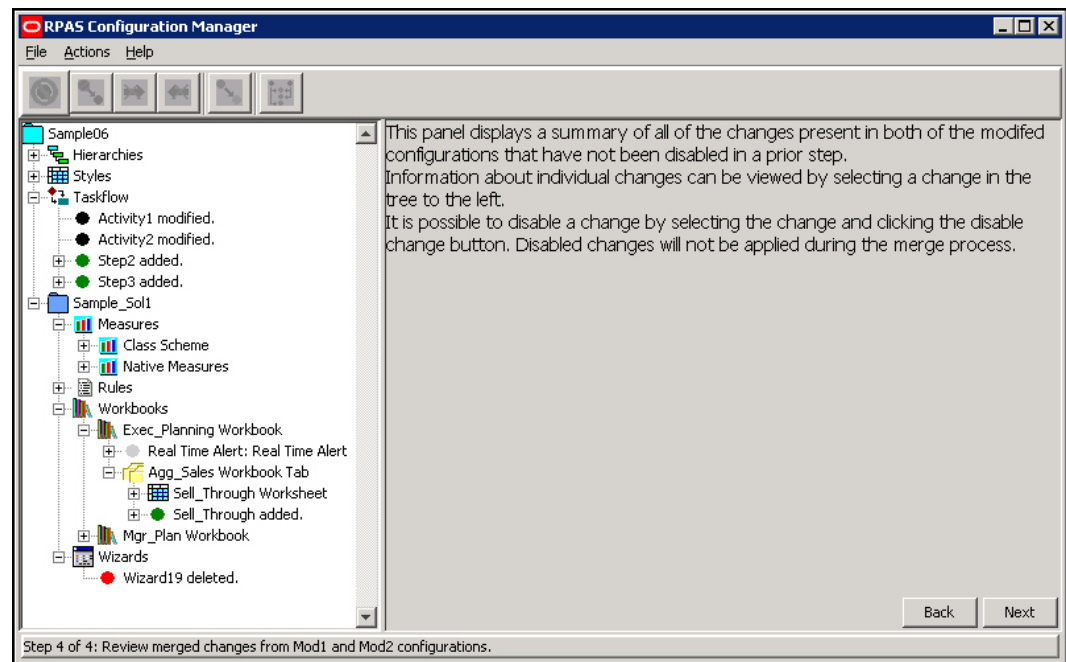 RPAS Configuration Manager
File Actions Help
Sample06
Hierarchies
Styles
Taskflow
Activity1 modified.
Activity2 modified.
Step2 added.
Step3 added.
Sample_Sol1
Measures
Class Scheme
Native Measures
Rules
Workbooks
Exec_Planning Workbook
Real Time Alert: Real Time Alert
Agg_Sales Workbook Tab
Sell_Through Worksheet
Sell_Through added.
Mgr_Plan Workbook
Wizards
Wizard19 deleted.
This panel displays a summary of all of the changes present in both of the modifed
configurations that have not been disabled in a prior step.
Information about individual changes can be viewed by selecting a change in the
tree to the left.
It is possible to disable a change by selecting the change and clicking the disable
change button. Disabled changes will not be applied during the merge process.
Back Next
Step 4 of 4: Review merged changes from Mod1 and Mod2 configurations.